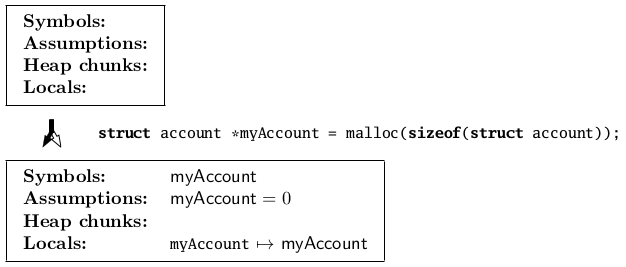 Symbols:
Assumptions:
Heap chunks:
Locals:
struct account *myAccount = malloc(sizeof(struct account));
Symbols: myAccount
Assumptions: myAccount = 0
Heap chunks:
Locals: myAccount ↦ myAccount